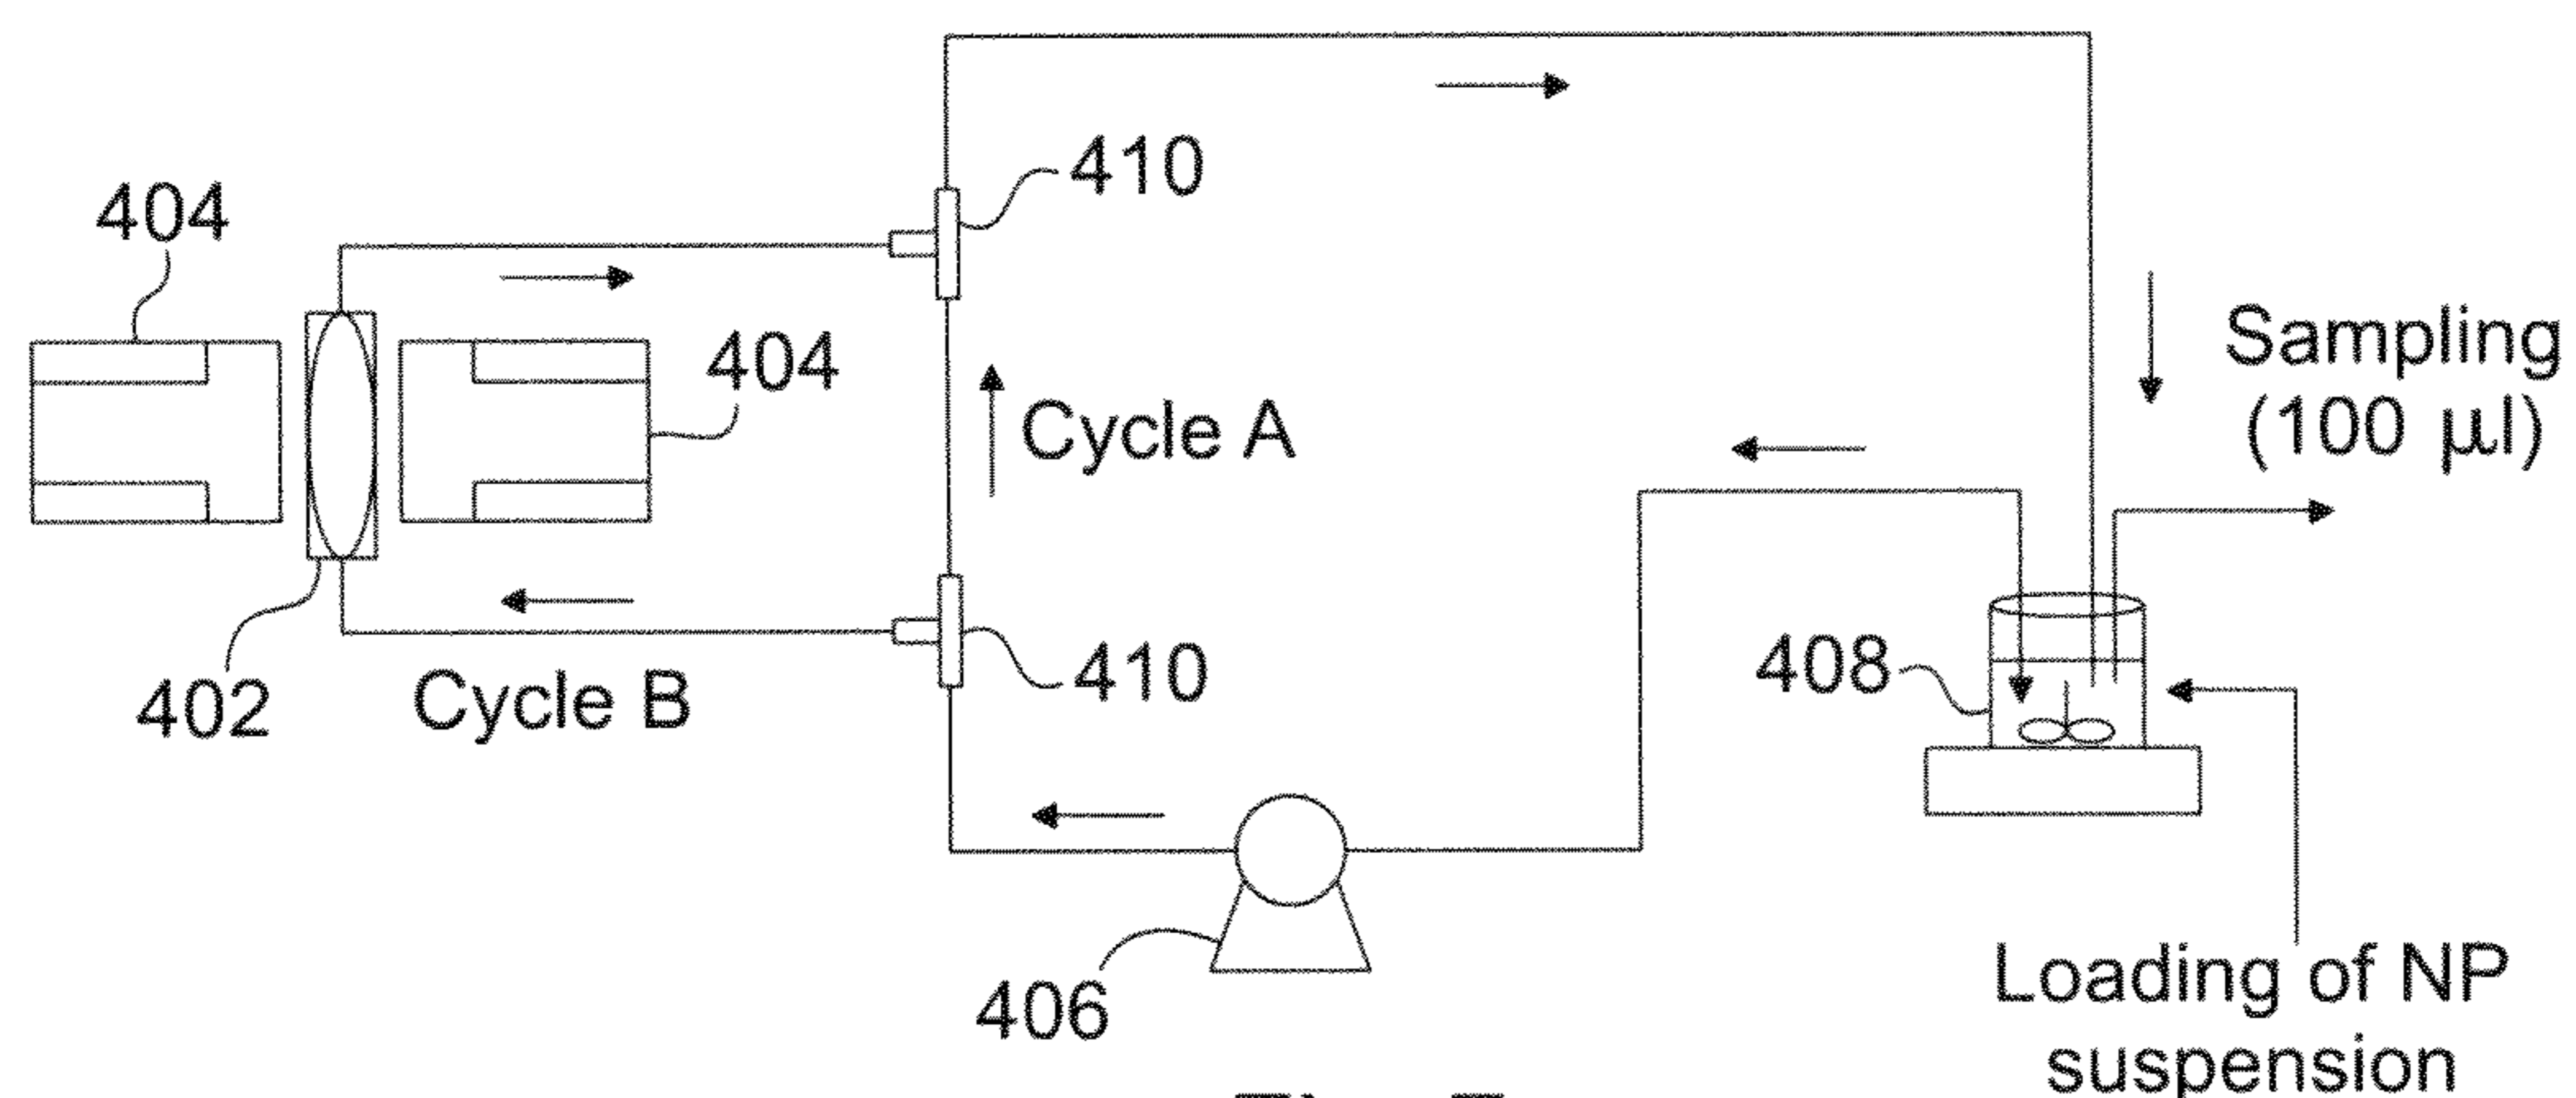 404
410
404
Cycle A
Sampling
(100 µl)
402
Cycle B
410
408
406
Loading of NP
suspension